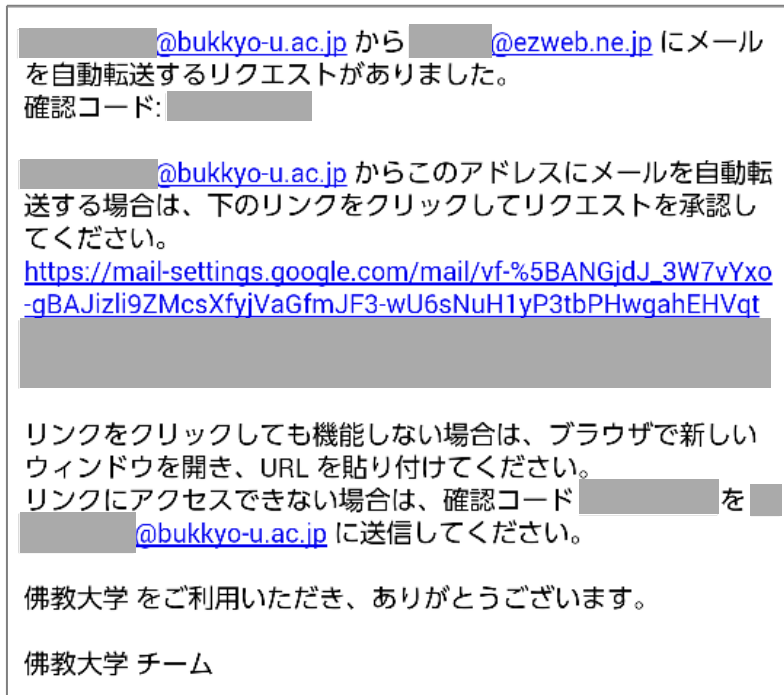 @bukkyo-u.ac.jp から @ezweb.ne.jp にメール
を自動転送するリクエストがありました。
確認コード:
@bukkyo-u.ac.jp からこのアドレスにメールを自動転
送する場合は、下のリンクをクリックしてリクエストを承認し
てください。
https://mail-settings.google.com/mail/vf-%5BANGjdJ_3W7vYxo
-gBAJizli9ZMcsXfyjVaGfmJF3-wU6sNuH1yP3tbPHwgahEHVqt
リンクをクリックしても機能しない場合は、ブラウザで新しい
ウィンドウを開き、URL を貼り付けてください。
リンクにアクセスできない場合は、確認コード を
@bukkyo-u.ac.jp に送信してください。
佛教大学 をご利用いただき、ありがとうございます。
佛教大学 チーム